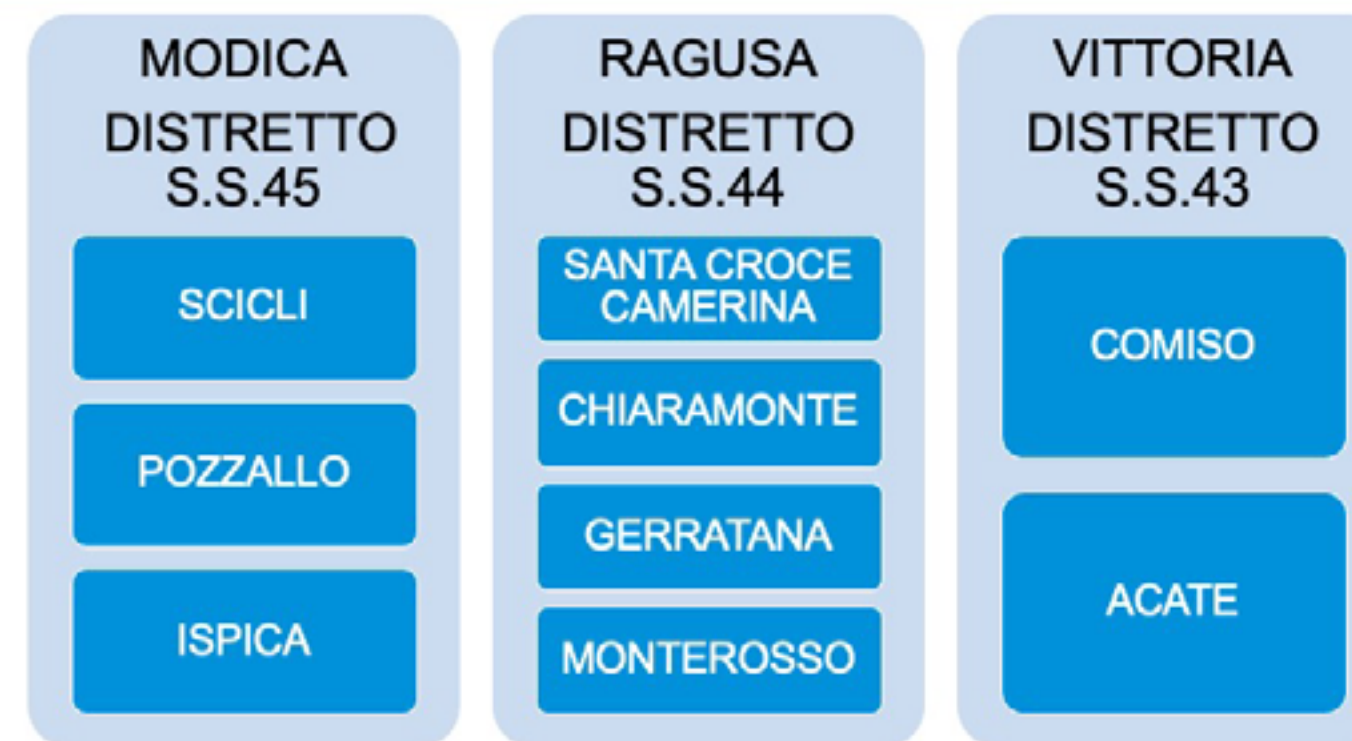 MODICA
DISTRETTO
S.S.45
SCICLI
POZZALLO
ISPICA
RAGUSA
DISTRETTO
S.S.44
SANTA CROCE
CAMERINA
CHIARAMONTE
GERRATANA
MONTEROSSO
VITTORIA
DISTRETTO
S.S.43
COMISO
ACATE